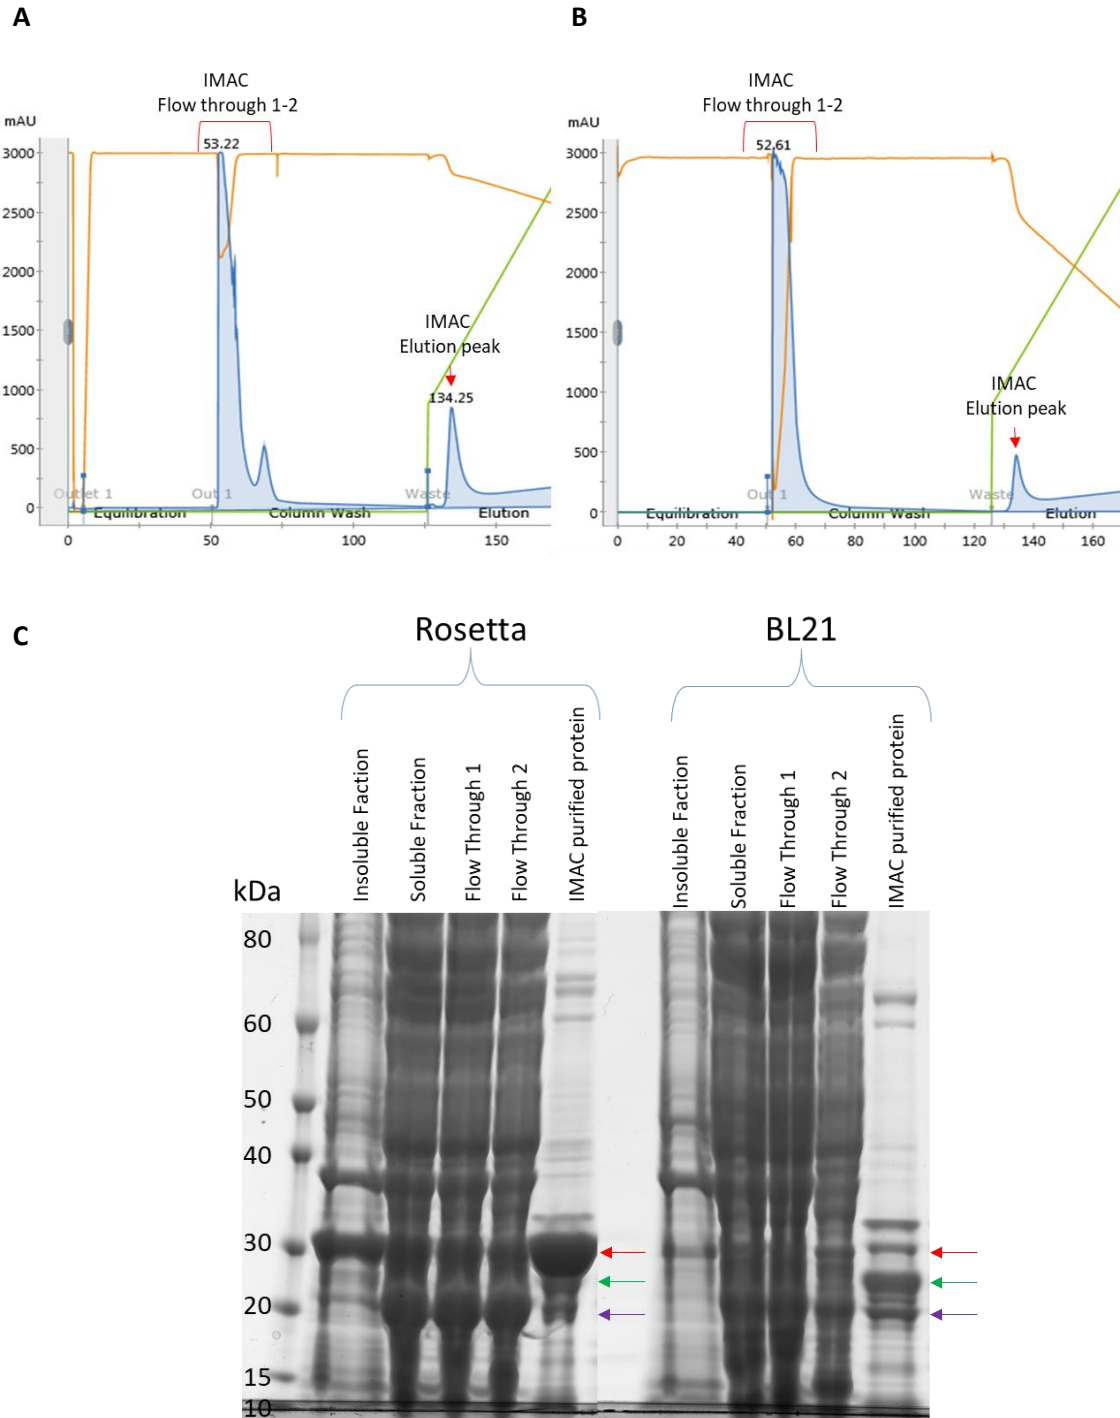 A
IMAC
Flow through 1-2
mAU
53.22
3000
2500
2000
1500
1000
500
0
IMAC
Elution peak
134.25
Outlet 1
Out 1
Waste
Equilibration
Column Wash
Elution
0
50
100
150
B
IMAC
Flow through 1-2
mAU
52.61
3000
2500
2000
1500
1000
500
0
IMAC
Elution peak
Out 1
Waste
Equilibration
Column Wash
Elution
0
20
40
60
80
100
120
140
160
C
Rosetta
BL21
Insoluble Faction
Soluble Fraction
Flow Through 1
Flow Through 2
IMAC purified protein
Insoluble Faction
Soluble Fraction
Flow Through 1
Flow Through 2
IMAC purified protein
kDa
80
60
50
40
30
20
15
10